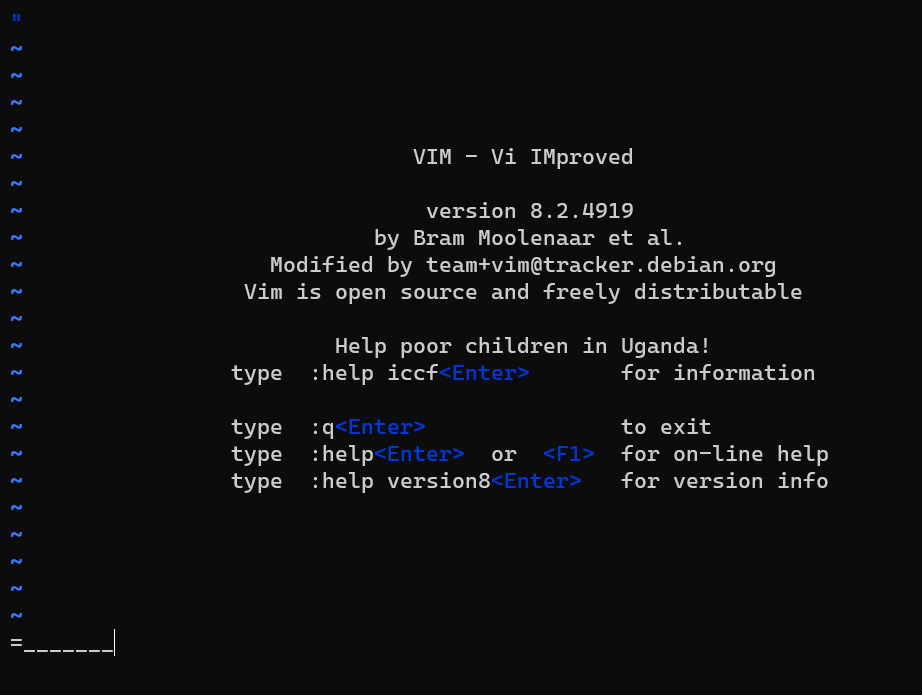 "
~
~
~
~
~ VIM - Vi IMproved
~
~ version 8.2.4919
~ by Bram Moolenaar et al.
~ Modified by team+vim@tracker.debian.org
~ Vim is open source and freely distributable
~
~ Help poor children in Uganda!
~ type  :help iccf<Enter>       for information
~
~ type  :q<Enter>               to exit
~ type  :help<Enter>  or  <F1>  for on-line help
~ type  :help version8<Enter>   for version info
~
~
~
~
~
=_______